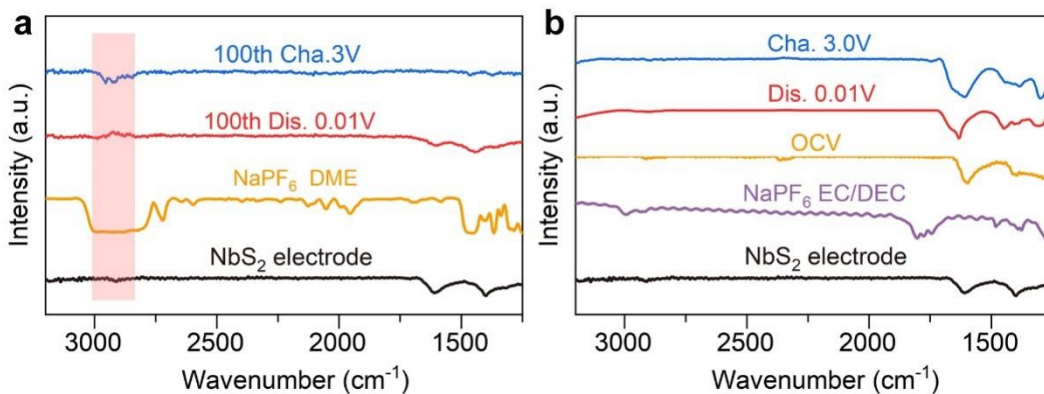 a
100th Cha.3V
100th Dis. 0.01V
NaPF₆ DME
NbS₂ electrode
Intensity (a.u.)
3000 2500 2000 1500
Wavenumber (cm⁻¹)
b
Cha. 3.0V
Dis. 0.01V
OCV
NaPF₆ EC/DEC
NbS₂ electrode
Intensity (a.u.)
3000 2500 2000 1500
Wavenumber (cm⁻¹)